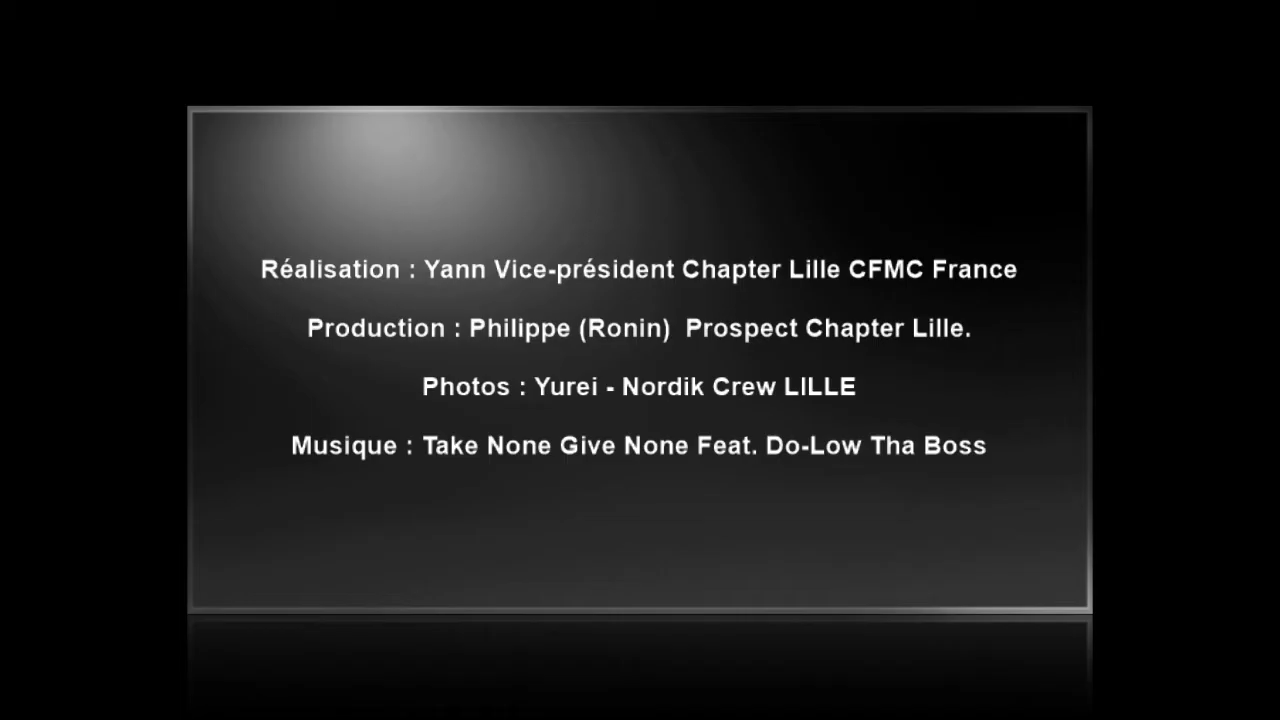 Réalisation : Yann Vice-président Chapter Lille CFMC France
Production : Philippe (Ronin)  Prospect Chapter Lille.
Photos : Yurei - Nordik Crew LILLE
Musique : Take None Give None Feat. Do-Low Tha Boss